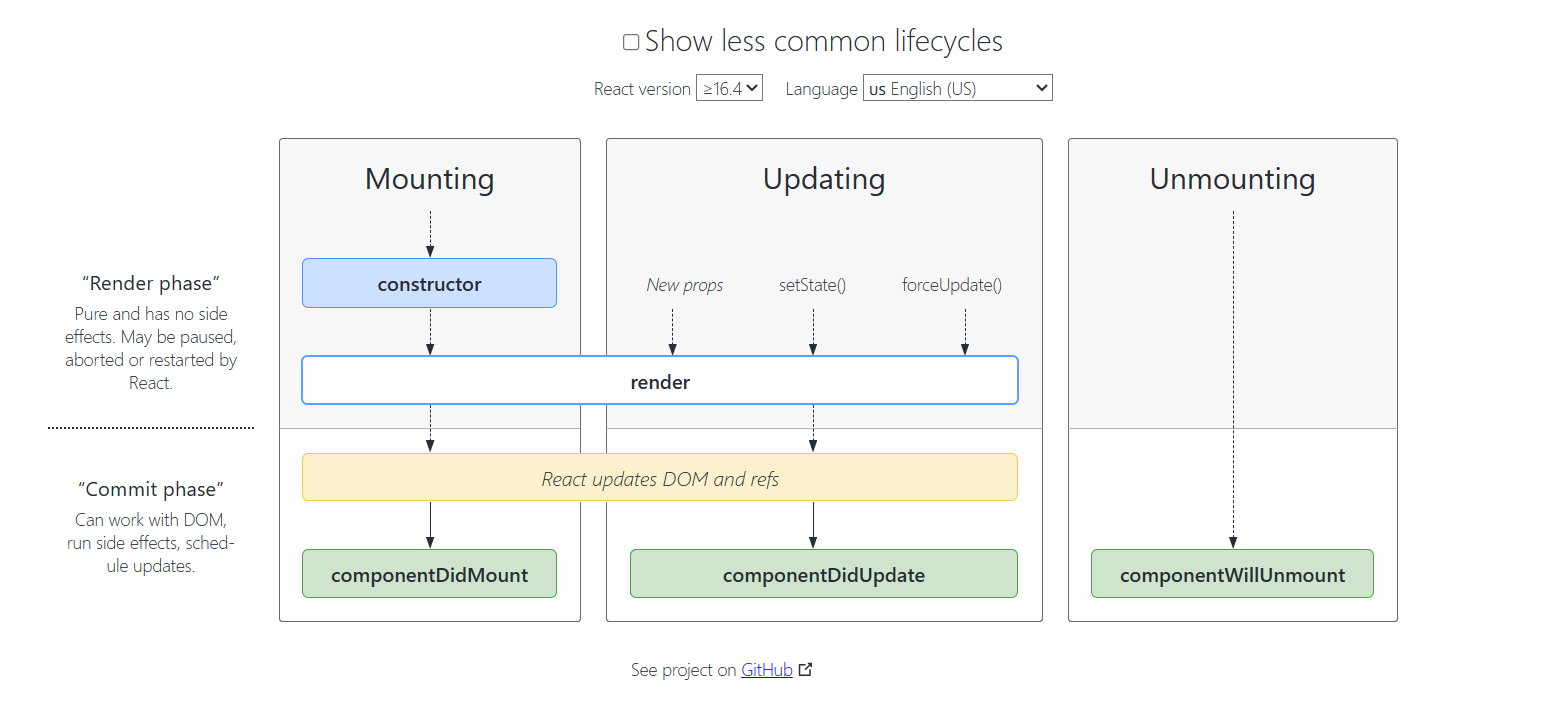 Show less common lifecycles
React version ≥16.4 Language us English (US)
Mounting
Updating
Unmounting
“Render phase”
Pure and has no side
effects. May be paused,
aborted or restarted by
React.
constructor
New props
setState()
forceUpdate()
render
“Commit phase”
Can work with DOM,
run side effects, sched-
ule updates.
React updates DOM and refs
componentDidMount
componentDidUpdate
componentWillUnmount
See project on GitHub